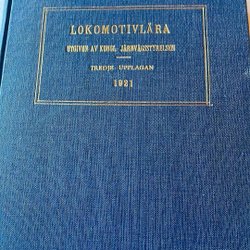 LOKOMOTIVLÄRA
UTGIVEN AV KUNGL. JÄRNVÄGSSTYRELSEN
TREDJE UPPLAGAN
1921